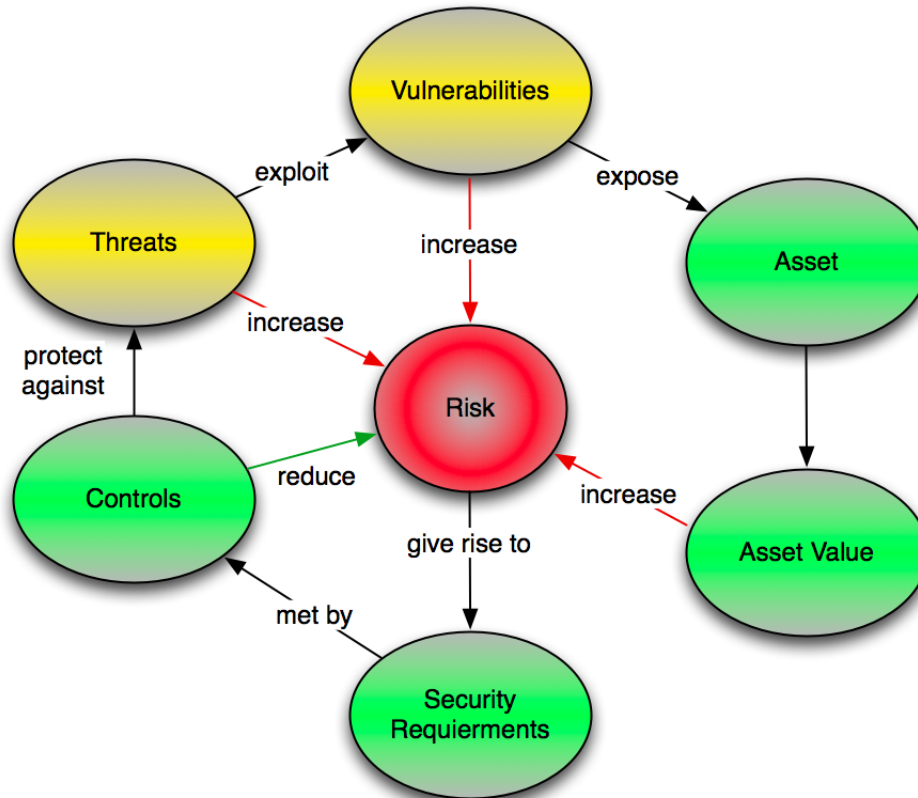 Vulnerabilities
exploit
expose
Threats
increase
Asset
increase
protect
against
Risk
reduce
Controls
increase
give rise to
Asset Value
met by
Security
Requierments